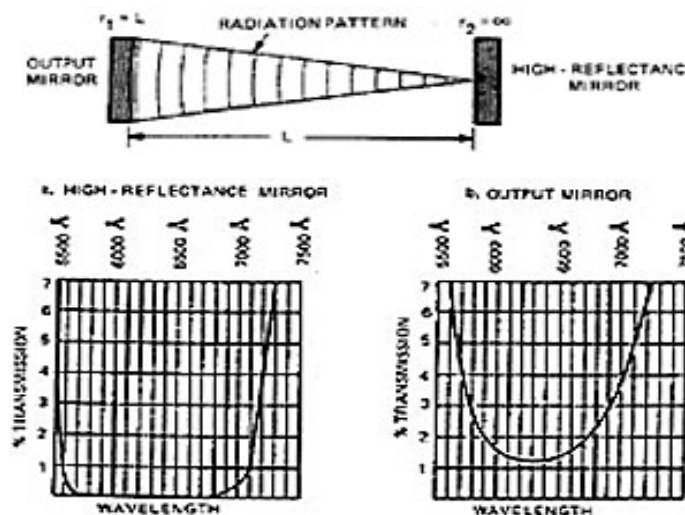 r₁ = L
RADIATION PATTERN
r₂ = ∞
OUTPUT MIRROR
HIGH - REFLECTANCE MIRROR
L
a. HIGH - REFLECTANCE MIRROR
b. OUTPUT MIRROR
5500 Å
6000 Å
6500 Å
7000 Å
7500 Å
5500 Å
6000 Å
6500 Å
7000 Å
% TRANSMISSION
7
6
5
4
3
2
1
% TRANSMISSION
7
6
5
4
3
2
1
WAVELENGTH
WAVELENGTH